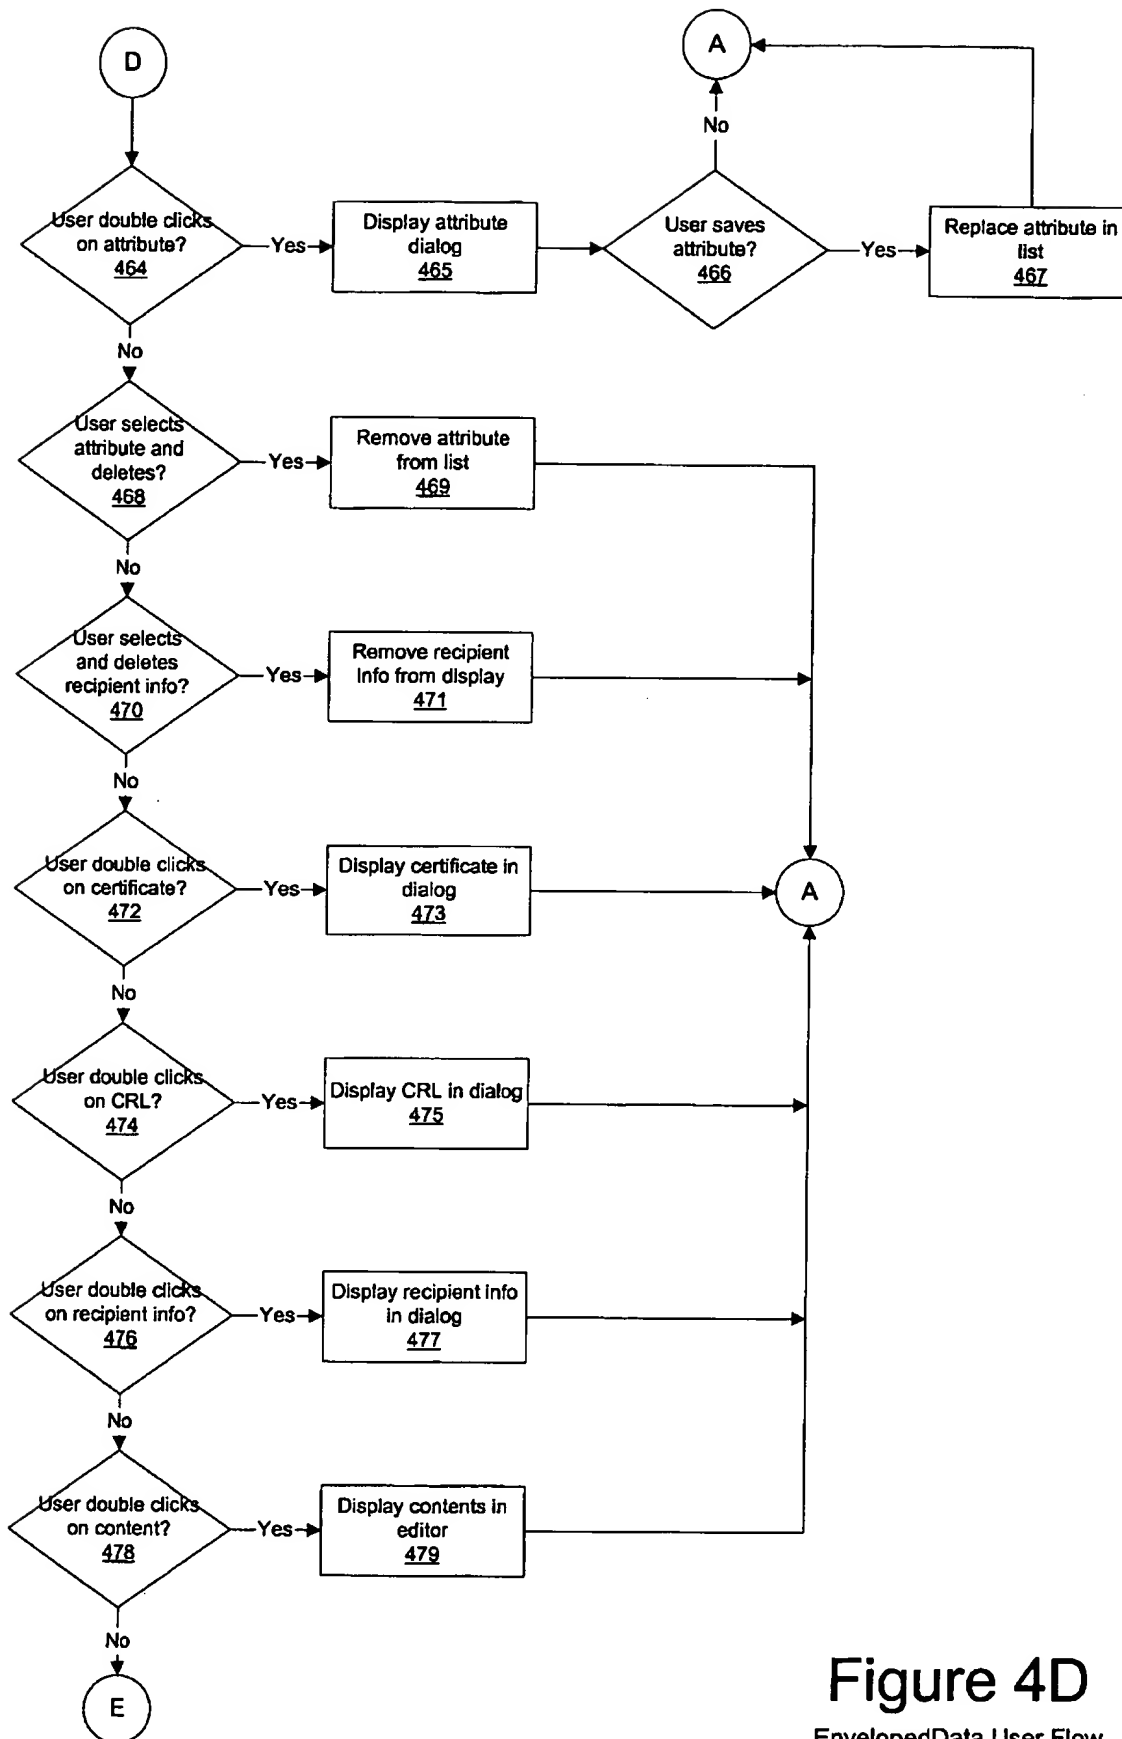 D
A
No
User double clicks
on attribute?
464
Yes
Display attribute
dialog
465
User saves
attribute?
466
Yes
Replace attribute in
list
467
No
User selects
attribute and
deletes?
468
Yes
Remove attribute
from list
469
No
User selects
and deletes
recipient info?
470
Yes
Remove recipient
info from display
471
No
User double clicks
on certificate?
472
Yes
Display certificate in
dialog
473
A
No
User double clicks
on CRL?
474
Yes
Display CRL in dialog
475
No
User double clicks
on recipient info?
476
Yes
Display recipient info
in dialog
477
No
User double clicks
on content?
478
Yes
Display contents in
editor
479
No
E
Figure 4D
EnvelopedData User Flow